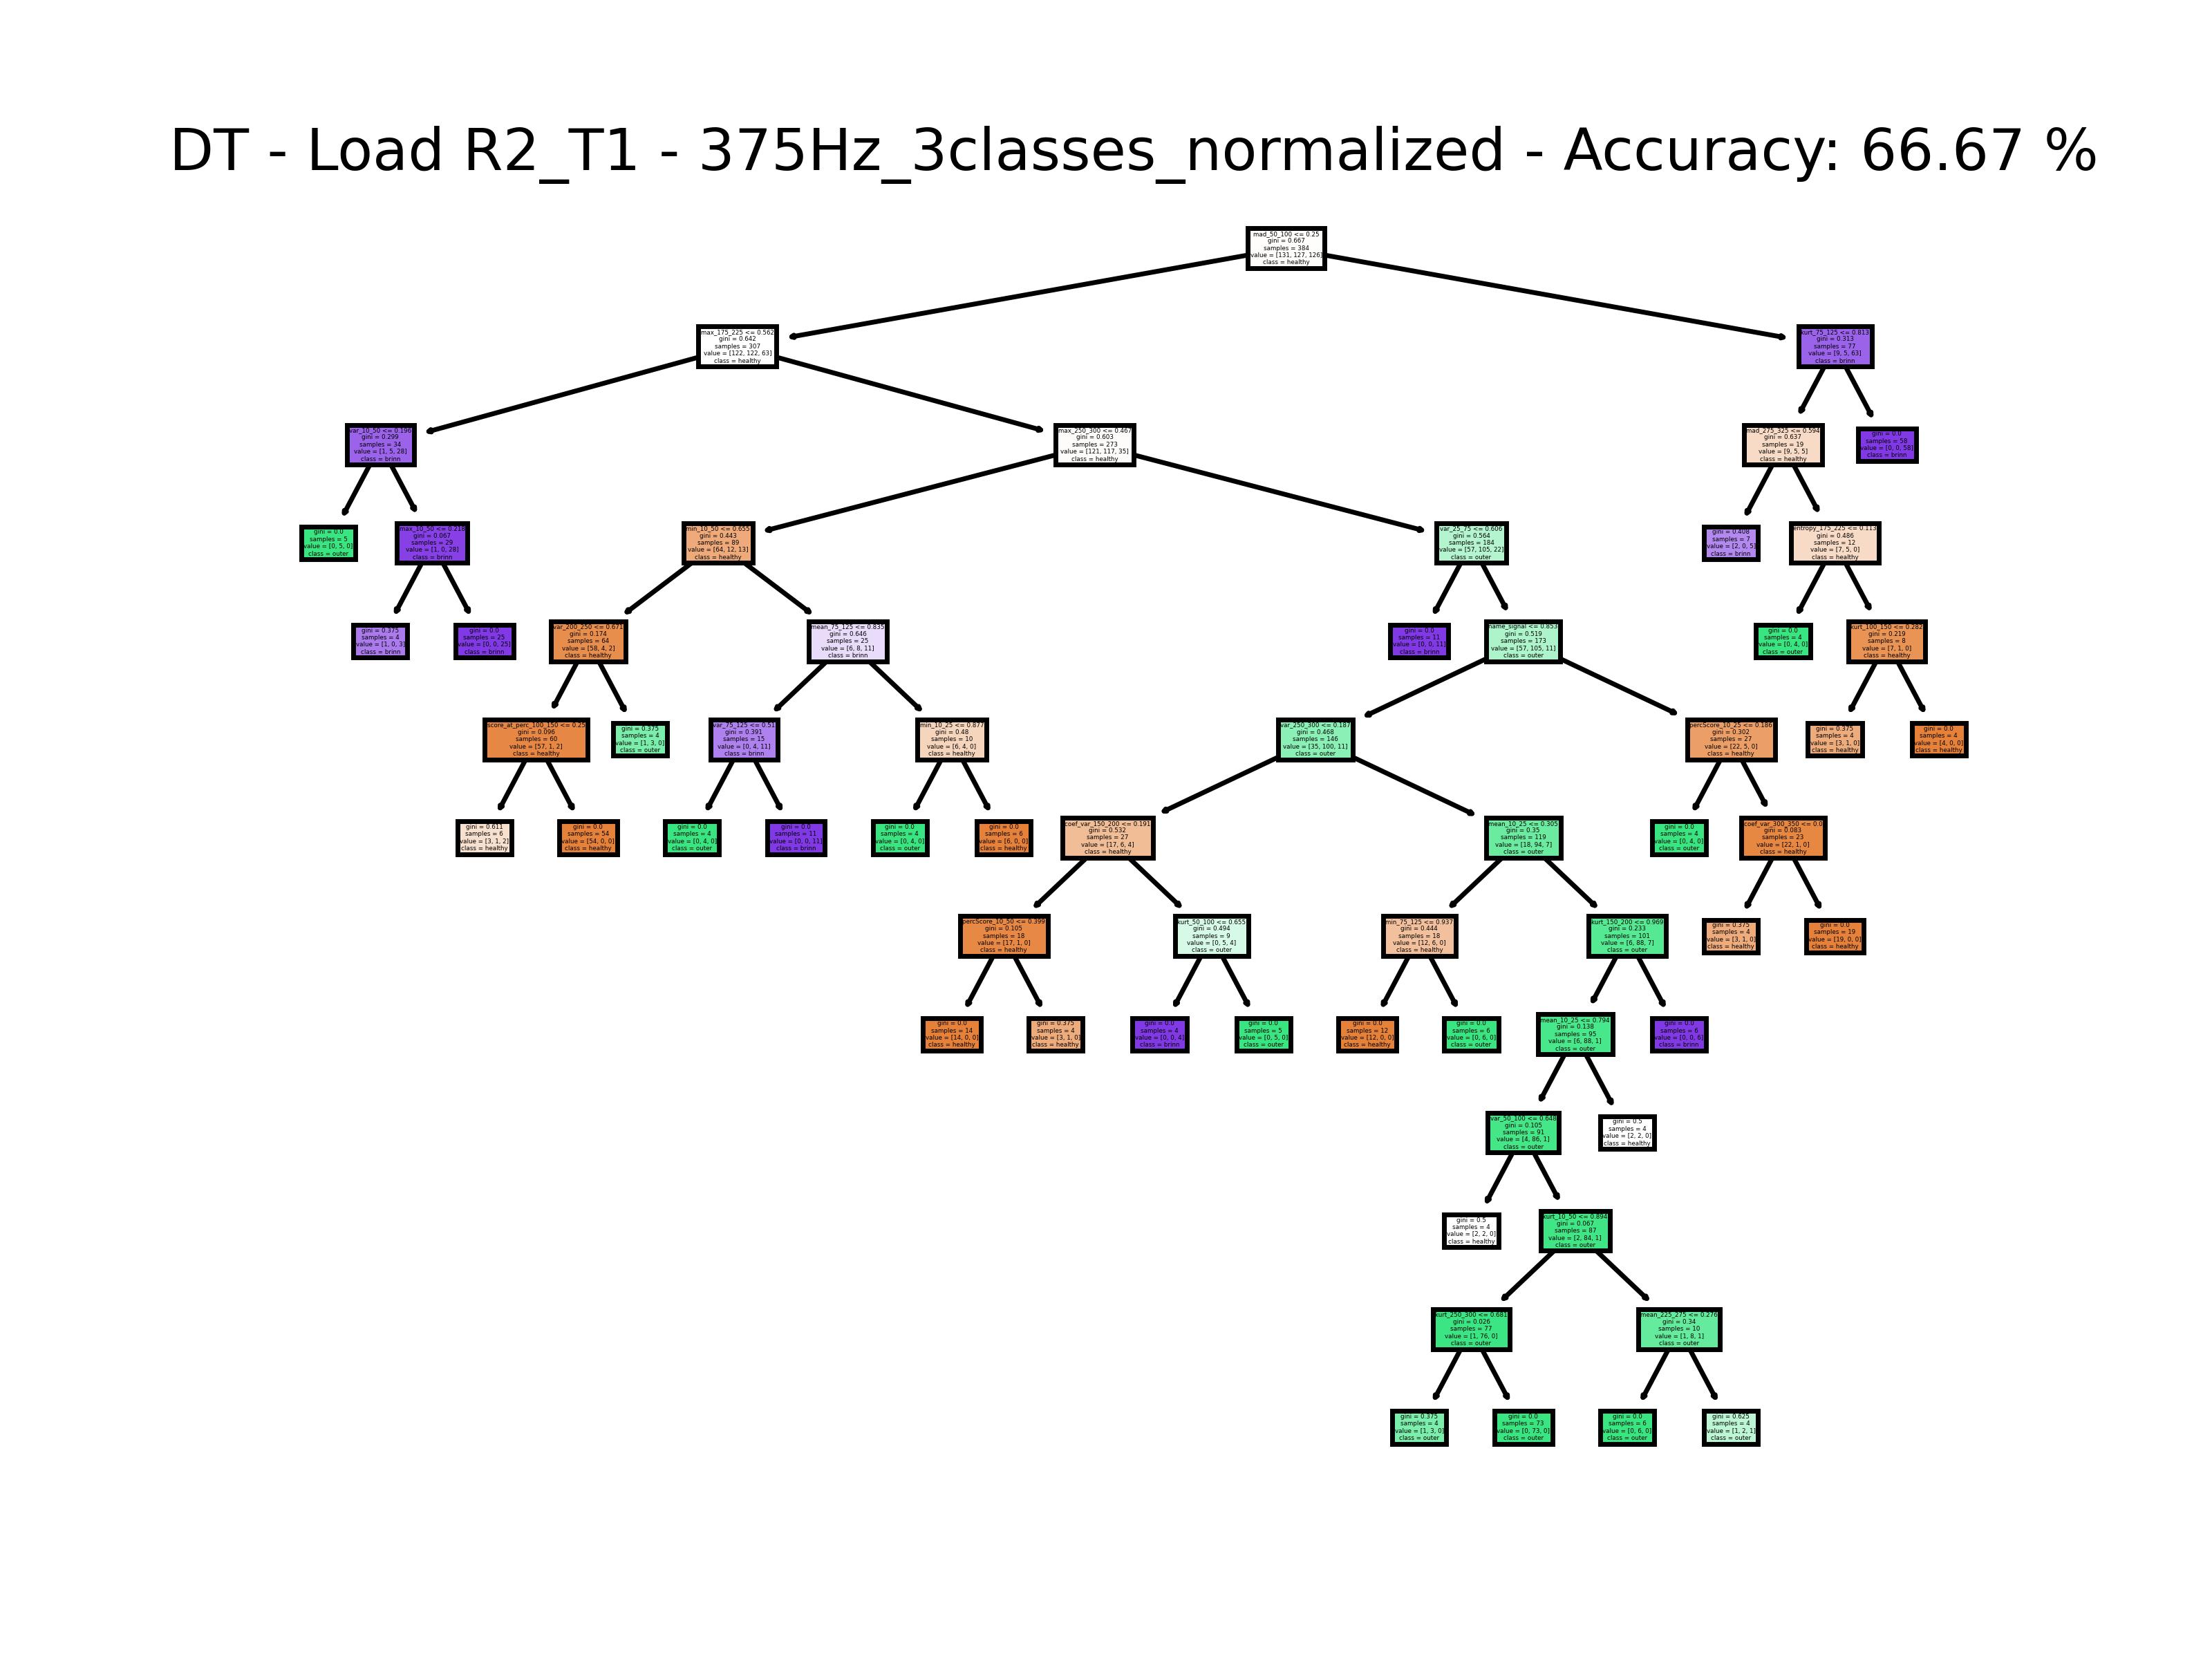 DT - Load R2_T1 - 375Hz_3classes_normalized - Accuracy: 66.67 %
mad_50_100 <= 0.25
gini = 0.667
samples = 384
value = [131, 127, 126]
class = healthy
max_175_225 <= 0.562
gini = 0.642
samples = 307
value = [122, 122, 63]
class = healthy
kurt_75_125 <= 0.813
gini = 0.313
samples = 77
value = [9, 5, 63]
class = brinn
var_10_50 <= 0.196
gini = 0.299
samples = 34
value = [1, 5, 28]
class = brinn
max_250_300 <= 0.467
gini = 0.603
samples = 273
value = [121, 117, 35]
class = healthy
mad_275_325 <= 0.594
gini = 0.637
samples = 19
value = [9, 5, 5]
class = healthy
gini = 0.0
samples = 58
value = [0, 0, 58]
class = brinn
gini = 0.0
samples = 5
value = [0, 5, 0]
class = outer
max_10_50 <= 0.218
gini = 0.067
samples = 29
value = [1, 0, 28]
class = brinn
min_10_50 <= 0.655
gini = 0.443
samples = 89
value = [64, 12, 13]
class = healthy
var_25_75 <= 0.606
gini = 0.564
samples = 184
value = [57, 105, 22]
class = outer
gini = 0.408
samples = 7
value = [2, 0, 5]
class = brinn
entropy_175_225 <= 0.113
gini = 0.486
samples = 12
value = [7, 5, 0]
class = healthy
gini = 0.375
samples = 4
value = [1, 0, 3]
class = brinn
gini = 0.0
samples = 25
value = [0, 0, 25]
class = brinn
var_200_250 <= 0.671
gini = 0.174
samples = 64
value = [58, 4, 2]
class = healthy
mean_75_125 <= 0.835
gini = 0.646
samples = 25
value = [6, 8, 11]
class = brinn
gini = 0.0
samples = 11
value = [0, 0, 11]
class = brinn
name_signal <= 0.853
gini = 0.519
samples = 173
value = [57, 105, 11]
class = outer
gini = 0.0
samples = 4
value = [0, 4, 0]
class = outer
kurt_100_150 <= 0.282
gini = 0.219
samples = 8
value = [7, 1, 0]
class = healthy
score_at_perc_100_150 <= 0.25
gini = 0.096
samples = 60
value = [57, 1, 2]
class = healthy
gini = 0.375
samples = 4
value = [1, 3, 0]
class = outer
var_75_125 <= 0.51
gini = 0.391
samples = 15
value = [0, 4, 11]
class = brinn
min_10_25 <= 0.877
gini = 0.48
samples = 10
value = [6, 4, 0]
class = healthy
var_250_300 <= 0.187
gini = 0.468
samples = 146
value = [35, 100, 11]
class = outer
percScore_10_25 <= 0.186
gini = 0.302
samples = 27
value = [22, 5, 0]
class = healthy
gini = 0.375
samples = 4
value = [3, 1, 0]
class = healthy
gini = 0.0
samples = 4
value = [4, 0, 0]
class = healthy
gini = 0.611
samples = 6
value = [3, 1, 2]
class = healthy
gini = 0.0
samples = 54
value = [54, 0, 0]
class = healthy
gini = 0.0
samples = 4
value = [0, 4, 0]
class = outer
gini = 0.0
samples = 11
value = [0, 0, 11]
class = brinn
gini = 0.0
samples = 4
value = [0, 4, 0]
class = outer
gini = 0.0
samples = 6
value = [6, 0, 0]
class = healthy
coef_var_150_200 <= 0.191
gini = 0.532
samples = 27
value = [17, 6, 4]
class = healthy
mean_10_25 <= 0.305
gini = 0.35
samples = 119
value = [18, 94, 7]
class = outer
gini = 0.0
samples = 4
value = [0, 4, 0]
class = outer
coef_var_300_350 <= 0.0
gini = 0.083
samples = 23
value = [22, 1, 0]
class = healthy
percScore_10_50 <= 0.399
gini = 0.105
samples = 18
value = [17, 1, 0]
class = healthy
kurt_50_100 <= 0.655
gini = 0.494
samples = 9
value = [0, 5, 4]
class = outer
min_75_125 <= 0.937
gini = 0.444
samples = 18
value = [12, 6, 0]
class = healthy
kurt_150_200 <= 0.969
gini = 0.233
samples = 101
value = [6, 88, 7]
class = outer
gini = 0.375
samples = 4
value = [3, 1, 0]
class = healthy
gini = 0.0
samples = 19
value = [19, 0, 0]
class = healthy
gini = 0.0
samples = 14
value = [14, 0, 0]
class = healthy
gini = 0.375
samples = 4
value = [3, 1, 0]
class = healthy
gini = 0.0
samples = 4
value = [0, 0, 4]
class = brinn
gini = 0.0
samples = 5
value = [0, 5, 0]
class = outer
gini = 0.0
samples = 12
value = [12, 0, 0]
class = healthy
gini = 0.0
samples = 6
value = [0, 6, 0]
class = outer
mean_10_25 <= 0.794
gini = 0.138
samples = 95
value = [6, 88, 1]
class = outer
gini = 0.0
samples = 6
value = [0, 0, 6]
class = brinn
var_50_100 <= 0.648
gini = 0.105
samples = 91
value = [4, 86, 1]
class = outer
gini = 0.5
samples = 4
value = [2, 2, 0]
class = healthy
gini = 0.5
samples = 4
value = [2, 2, 0]
class = healthy
kurt_10_50 <= 0.894
gini = 0.067
samples = 87
value = [2, 84, 1]
class = outer
kurt_250_300 <= 0.681
gini = 0.026
samples = 77
value = [1, 76, 0]
class = outer
mean_225_275 <= 0.276
gini = 0.34
samples = 10
value = [1, 8, 1]
class = outer
gini = 0.375
samples = 4
value = [1, 3, 0]
class = outer
gini = 0.0
samples = 73
value = [0, 73, 0]
class = outer
gini = 0.0
samples = 6
value = [0, 6, 0]
class = outer
gini = 0.625
samples = 4
value = [1, 2, 1]
class = outer